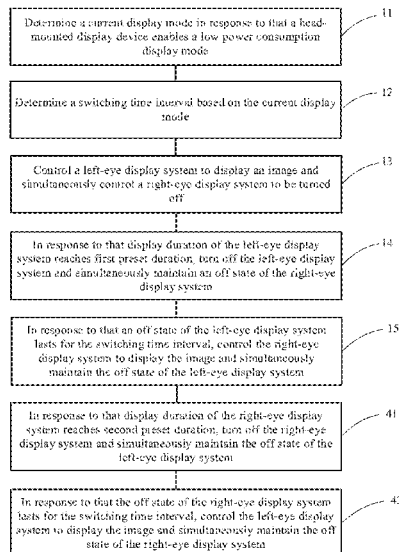 Determine a current display mode in response to that a head-
mounted display device enables a low power consumption
display mode
11
Determine a switching time interval based on the current display
mode
12
Control a left-eye display system to display an image and
simultaneously control a right-eye display system to be turned
off
13
In response to that display duration of the left-eye display
system reaches first preset duration, turn off the left-eye display
system and simultaneously maintain an off state of the right-eye
display system
14
In response to that an off state of the left-eye display system
lasts for the switching time interval, control the right-eye
display system to display the image and simultaneously
maintain the off state of the left-eye display system
15
In response to that display duration of the right-eye display
system reaches second preset duration, turn off the right-eye
display system and simultaneously maintain the off state of the
left-eye display system
41
In response to that the off state of the right-eye display system
lasts for the switching time interval, control the left-eye display
system to display the image and simultaneously maintain the off
state of the right-eye display system